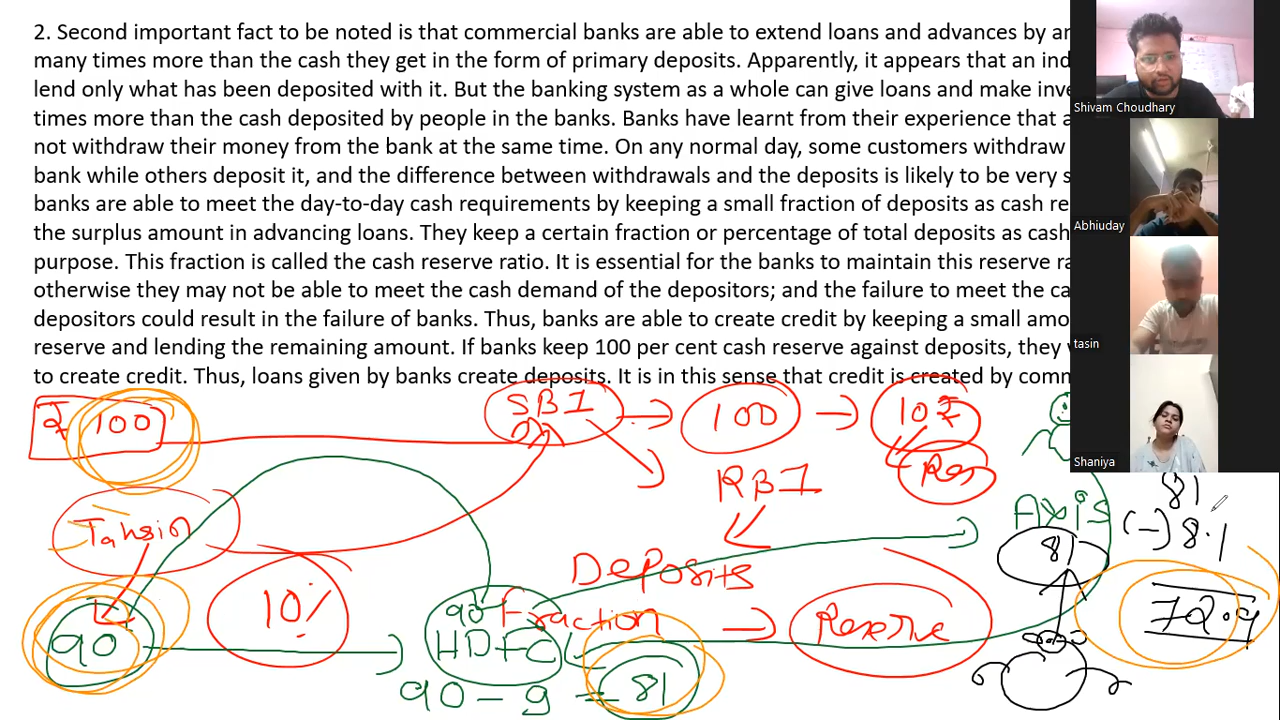 2. Second important fact to be noted is that commercial banks are able to extend loans and advances by
many times more than the cash they get in the form of primary deposits. Apparently, it appears that an
lend only what has been deposited with it. But the banking system as a whole can give loans and make
times more than the cash deposited by people in the banks. Banks have learnt from their experience that
not withdraw their money from the bank at the same time. On any normal day, some customers withdraw
bank while others deposit it, and the difference between withdrawals and the deposits is likely to be very
banks are able to meet the day-to-day cash requirements by keeping a small fraction of deposits as cash
the surplus amount in advancing loans. They keep a certain fraction or percentage of total deposits as cash
purpose. This fraction is called the cash reserve ratio. It is essential for the banks to maintain this reserve
otherwise they may not be able to meet the cash demand of the depositors; and the failure to meet the
depositors could result in the failure of banks. Thus, banks are able to create credit by keeping a small
reserve and lending the remaining amount. If banks keep 100 per cent cash reserve against deposits, they
to create credit. Thus, loans given by banks create deposits. It is in this sense that credit is created by
Shivam Choudhary
Abhiuday
tasin
Shaniya
₹ 100
SBI
100
10₹
Res
RBI
Tahsin
Axis
81
81
(-) 8.1
72.9
Deposits
10%
90
Fraction
Reserve
90
HDFC
90 - 9 = 81